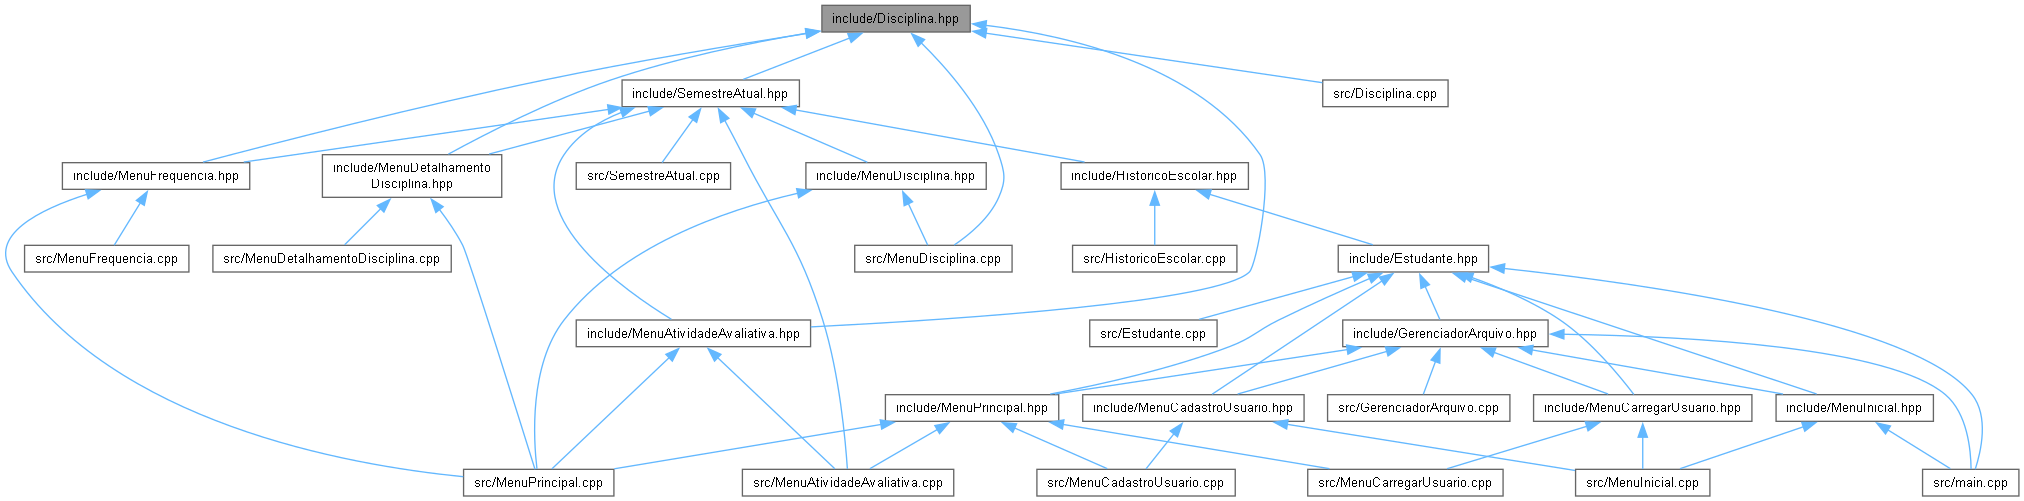 include/Disciplina.hpp
include/SemestreAtual.hpp
src/Disciplina.cpp
include/MenuFrequencia.hpp
include/MenuDetalhamento
Disciplina.hpp
src/SemestreAtual.cpp
include/MenuDisciplina.hpp
include/HistoricoEscolar.hpp
src/MenuFrequencia.cpp
src/MenuDetalhamentoDisciplina.cpp
src/MenuDisciplina.cpp
src/HistoricoEscolar.cpp
include/Estudante.hpp
include/MenuAtividadeAvaliativa.hpp
src/Estudante.cpp
include/GerenciadorArquivo.hpp
include/MenuPrincipal.hpp
include/MenuCadastroUsuario.hpp
src/GerenciadorArquivo.cpp
include/MenuCarregarUsuario.hpp
include/MenuInicial.hpp
src/MenuPrincipal.cpp
src/MenuAtividadeAvaliativa.cpp
src/MenuCadastroUsuario.cpp
src/MenuCarregarUsuario.cpp
src/MenuInicial.cpp
src/main.cpp